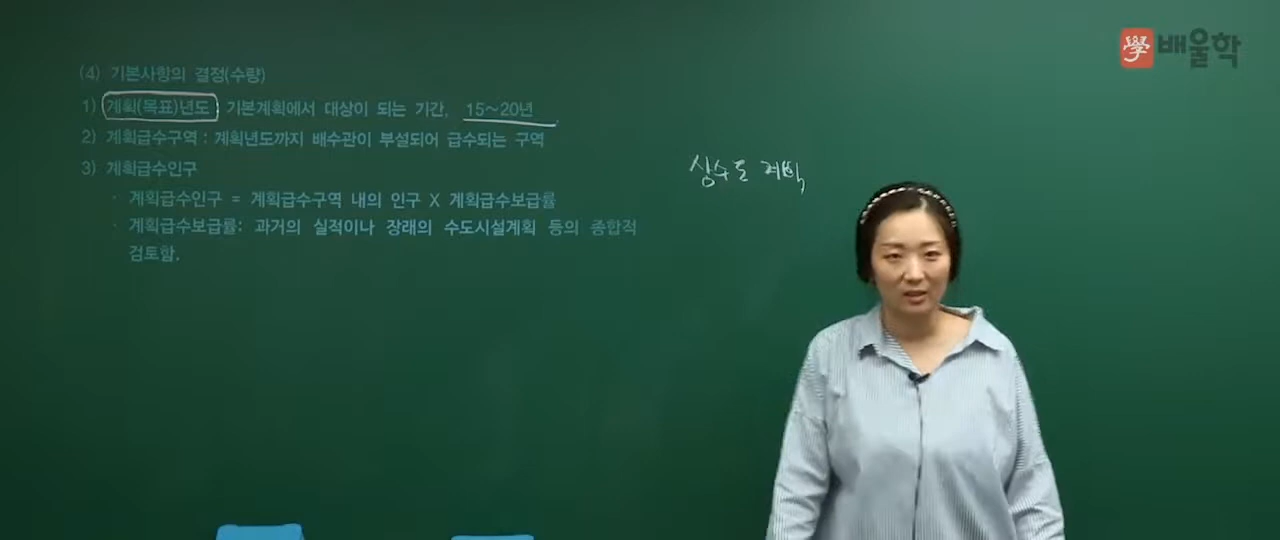 學 배울학
(4) 기본사항의 결정(수량)
1) 계획(목표)년도 기본계획에서 대상이 되는 기간, 15~20년
2) 계획급수구역 : 계획년도까지 배수관이 부설되어 급수되는 구역
3) 계획급수인구
· 계획급수인구 = 계획급수구역 내의 인구 X 계획급수보급률
· 계획급수보급률: 과거의 실적이나 장래의 수도시설계획 등의 종합적
검토함.
상수도